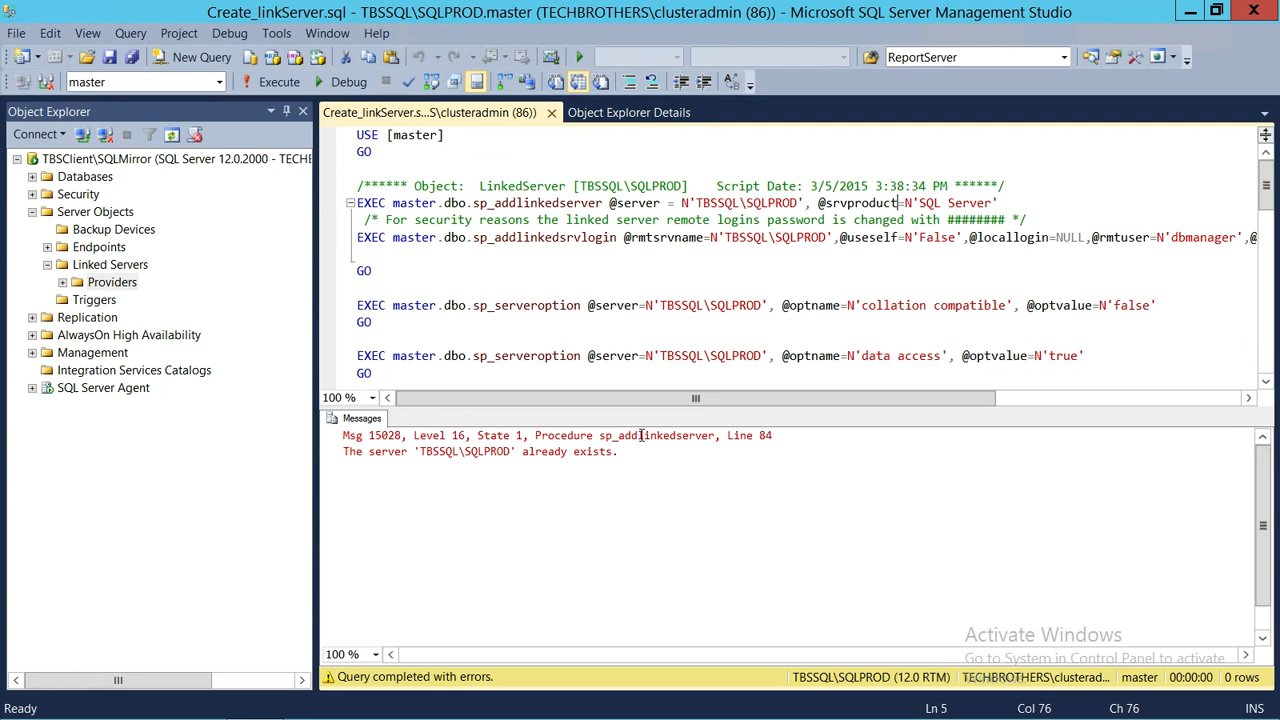 Create_linkServer.sql - TBSSQL\SQLPROD.master (TECHBROTHERS\clusteradmin (86)) - Microsoft SQL Server Management Studio
File Edit View Query Project Debug Tools Window Help
New Query ReportServer
master Execute Debug
Object Explorer
Connect
TBSClient\SQLMirror (SQL Server 12.0.2000 - TECHE
Databases
Security
Server Objects
Backup Devices
Endpoints
Linked Servers
Providers
Triggers
Replication
AlwaysOn High Availability
Management
Integration Services Catalogs
SQL Server Agent
Create_linkServer.s...S\clusteradmin (86)) Object Explorer Details
USE [master]
GO
/****** Object: LinkedServer [TBSSQL\SQLPROD] Script Date: 3/5/2015 3:38:34 PM ******/
EXEC master.dbo.sp_addlinkedserver @server = N'TBSSQL\SQLPROD', @srvproduct=N'SQL Server'
/* For security reasons the linked server remote logins password is changed with ######## */
EXEC master.dbo.sp_addlinkedsrvlogin @rmtsrvname=N'TBSSQL\SQLPROD',@useself=N'False',@locallogin=NULL,@rmtuser=N'dbmanager',@
GO
EXEC master.dbo.sp_serveroption @server=N'TBSSQL\SQLPROD', @optname=N'collation compatible', @optvalue=N'false'
GO
EXEC master.dbo.sp_serveroption @server=N'TBSSQL\SQLPROD', @optname=N'data access', @optvalue=N'true'
GO
100 %
Messages
Msg 15028, Level 16, State 1, Procedure sp_addlinkedserver, Line 84
The server 'TBSSQL\SQLPROD' already exists.
Activate Windows
Go to System in Control Panel to activate
100 %
Query completed with errors. TBSSQL\SQLPROD (12.0 RTM) TECHBROTHERS\clusterad... master 00:00:00 0 rows
Ready Ln 5 Col 76 Ch 76 INS